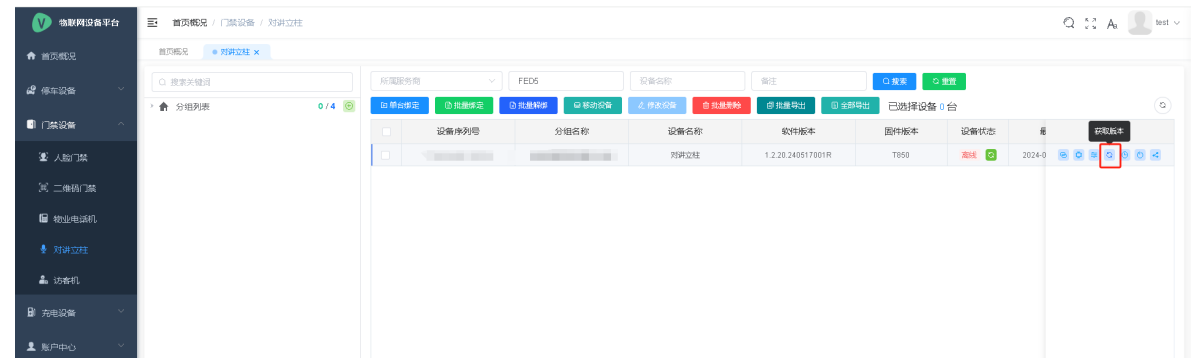 物联网设备平台 首页概况 / 门禁设备 / 对讲立柱 test
首页概况 对讲立柱 ×
首页概况
停车设备
门禁设备
人脸门禁
二维码门禁
物业电话机
对讲立柱
访客机
充电设备
账户中心
搜索关键词
分组列表 0 / 4
所属服务商 FED5 设备名称 备注 搜索 重置
单台绑定 批量绑定 批量解绑 移动设备 修改设备 批量删除 批量导出 全部导出 已选择设备 0 台
设备序列号 分组名称 设备名称 软件版本 固件版本 设备状态 获取版本
对讲立柱 1.2.20.240517001R T850 离线 2024-0